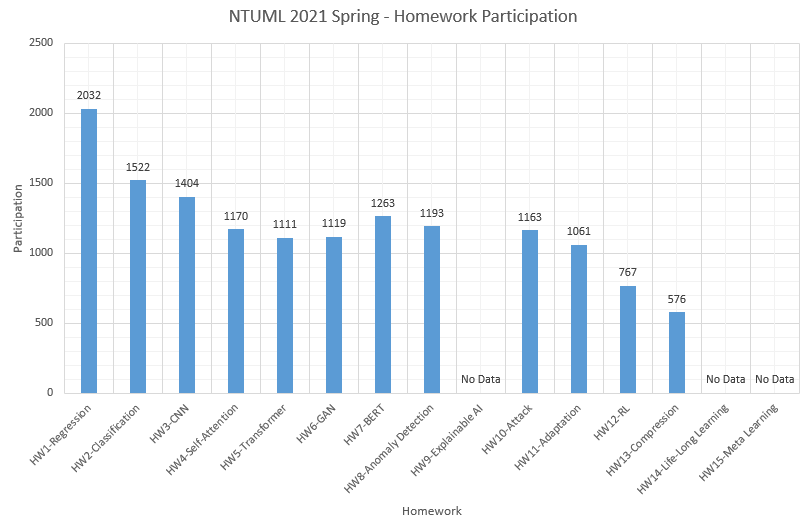 NTUML 2021 Spring - Homework Participation
2500
2000
1500
1000
500
0
Participation
2032
1522
1404
1170
1111
1119
1263
1193
No Data
1163
1061
767
576
No Data
No Data
HW1-Regression
HW2-Classification
HW3-CNN
HW4-Self-Attention
HW5-Transformer
HW6-GAN
HW7-BERT
HW8-Anomaly Detection
HW9-Explainable AI
HW10-Attack
HW11-Adaptation
HW12-RL
HW13-Compression
HW14-Life-Long Learning
HW15-Meta Learning
Homework